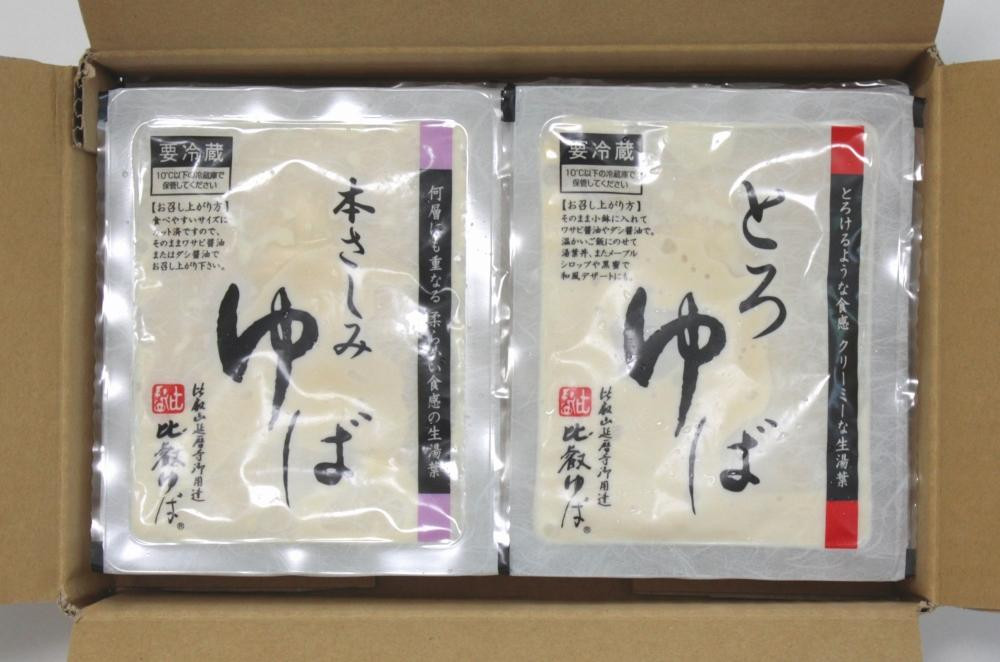 要冷蔵
10℃以下の冷蔵庫で
保管してください
【お召し上がり方】
食べやすいサイズに
カット済ですので、
そのままワサビ醤油
またはダシ醤油で
お召し上がり下さい。
本さしみ
ゆば
何層にも重なる 柔らかい食感の生湯葉
比叡山延暦寺御用達
比叡ゆば®
要冷蔵
10℃以下の冷蔵庫で
保管してください
【お召し上がり方】
そのまま小鉢に入れて
ワサビ醤油やダシ醤油で。
温かいご飯にのせて
湯葉丼、またメープル
シロップや黒蜜で
和風デザートにも。
とろ
ゆば
とろけるような食感 クリーミーな生湯葉
比叡山延暦寺御用達
比叡ゆば®